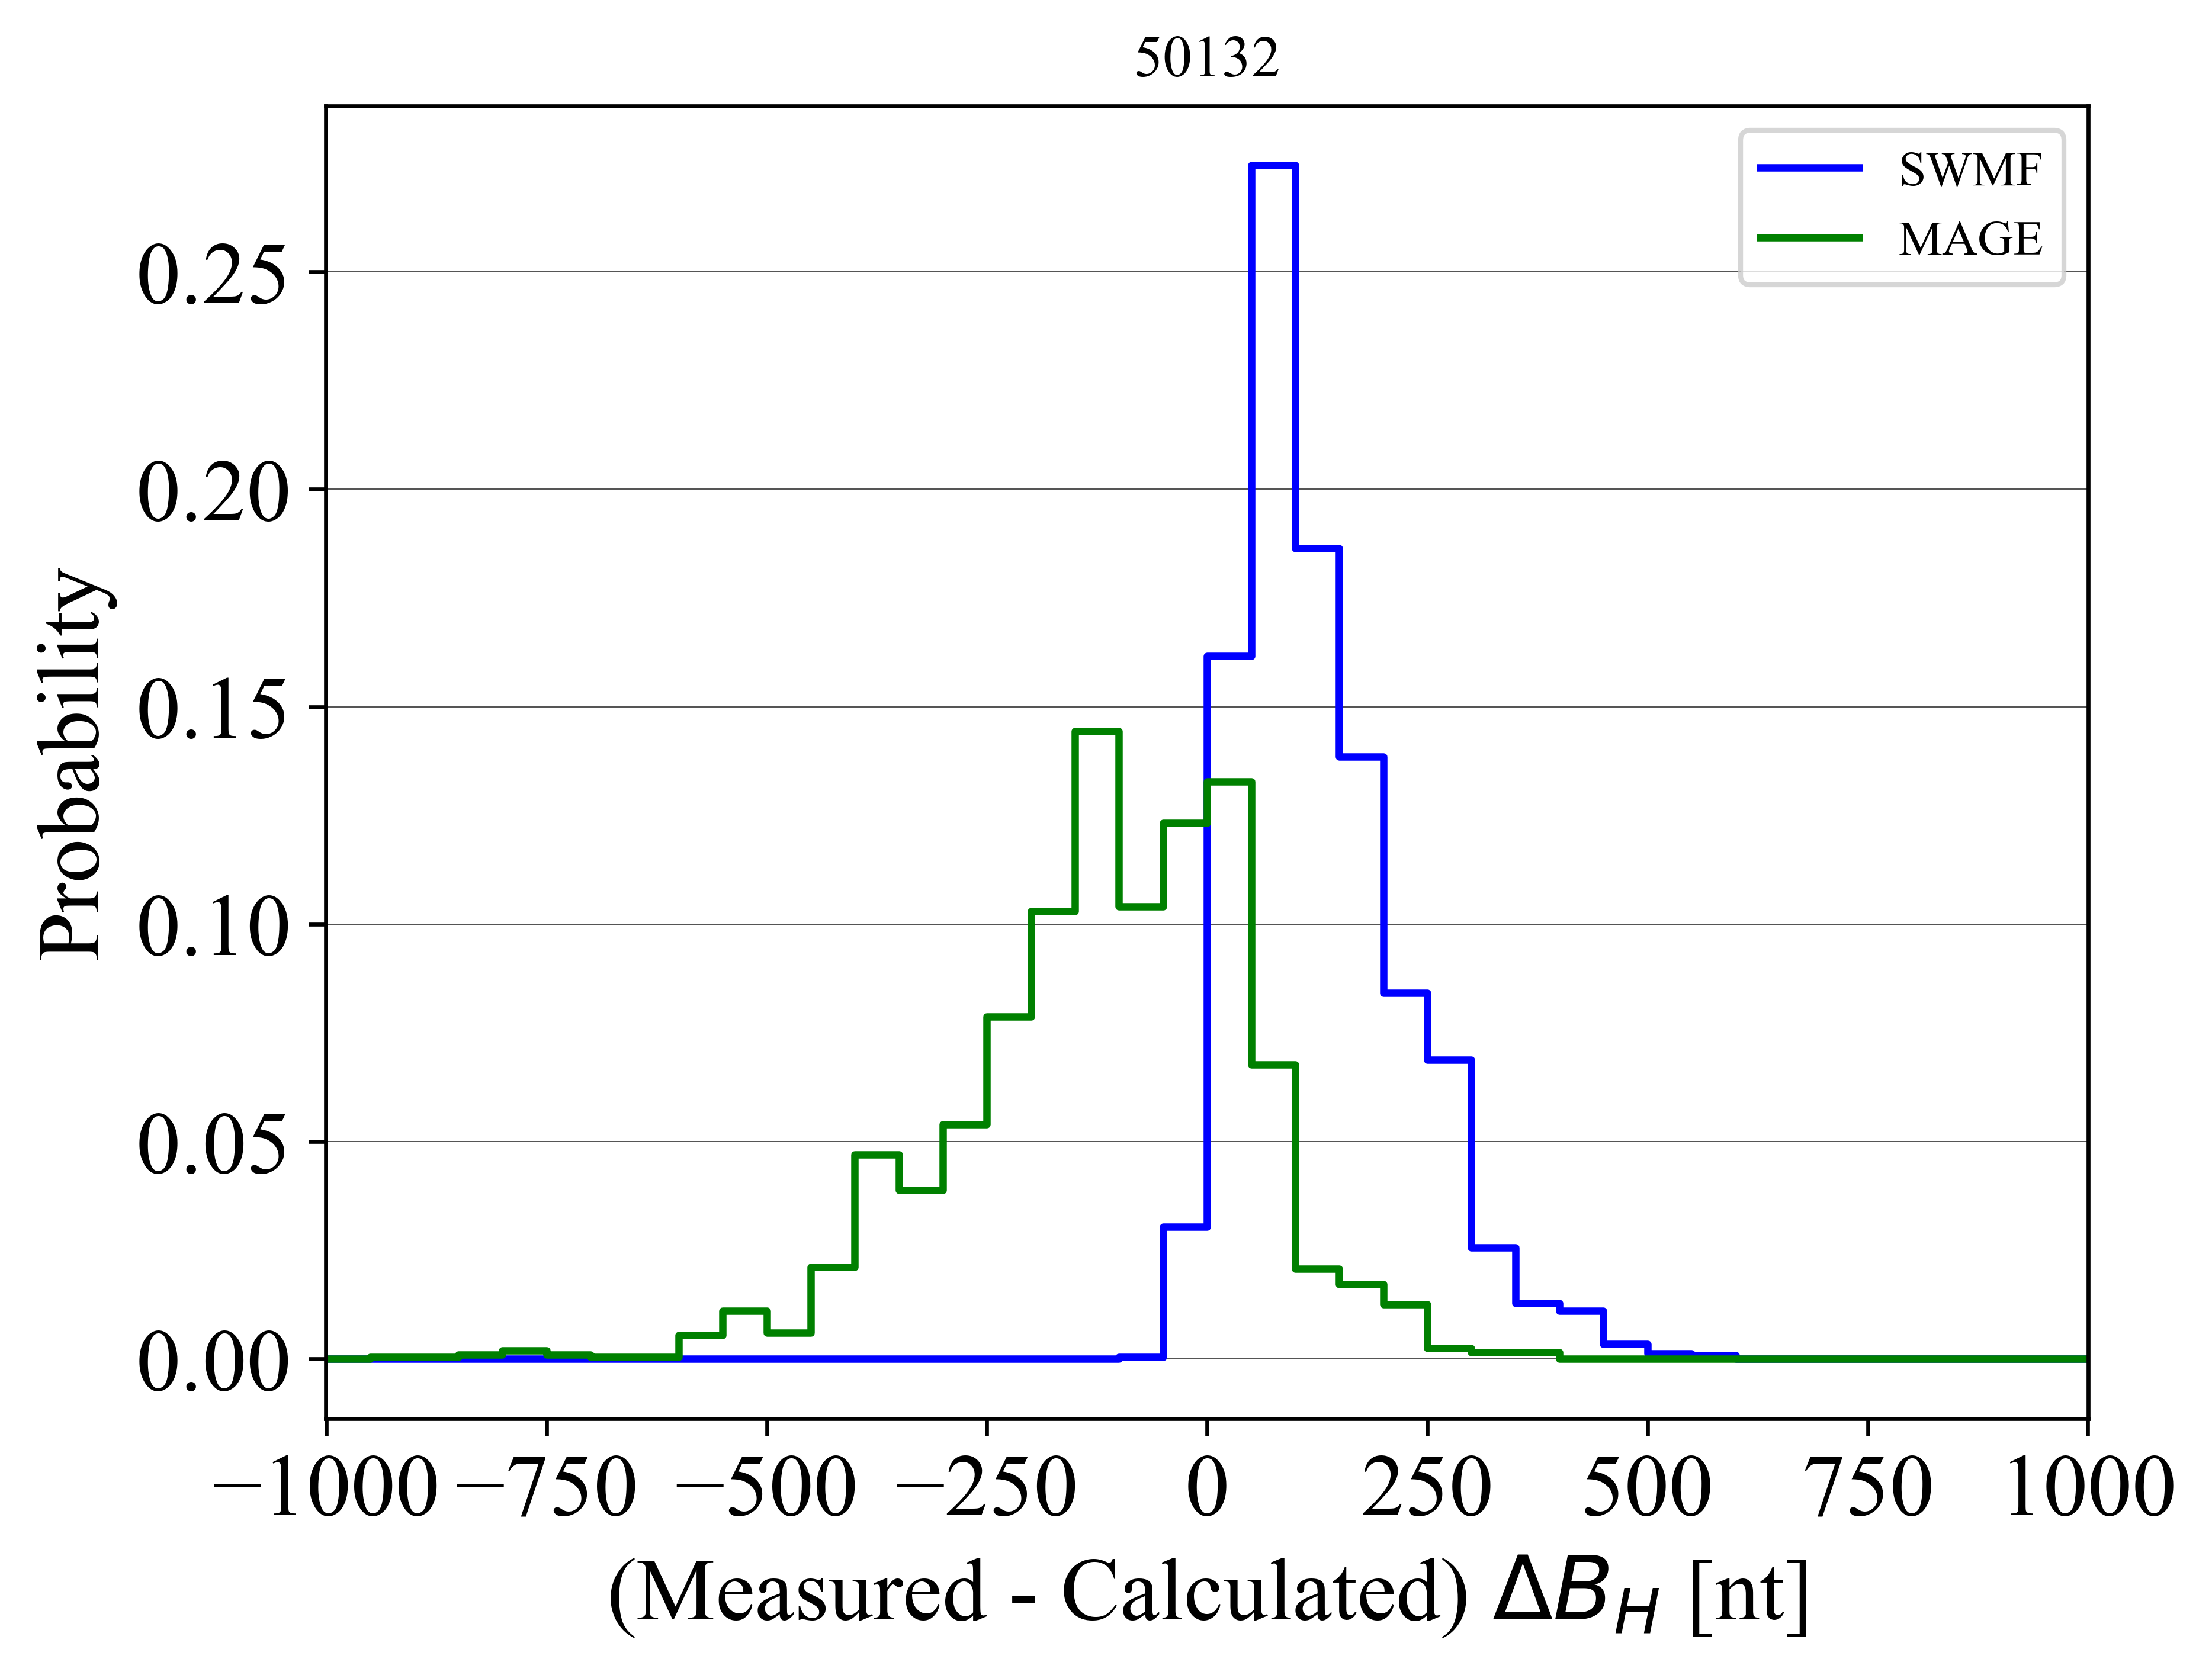 50132
SWMF
MAGE
0.25
0.20
0.15
0.10
0.05
0.00
Probability
−1000 −750 −500 −250 0 250 500 750 1000
(Measured - Calculated) ΔB_H [nt]